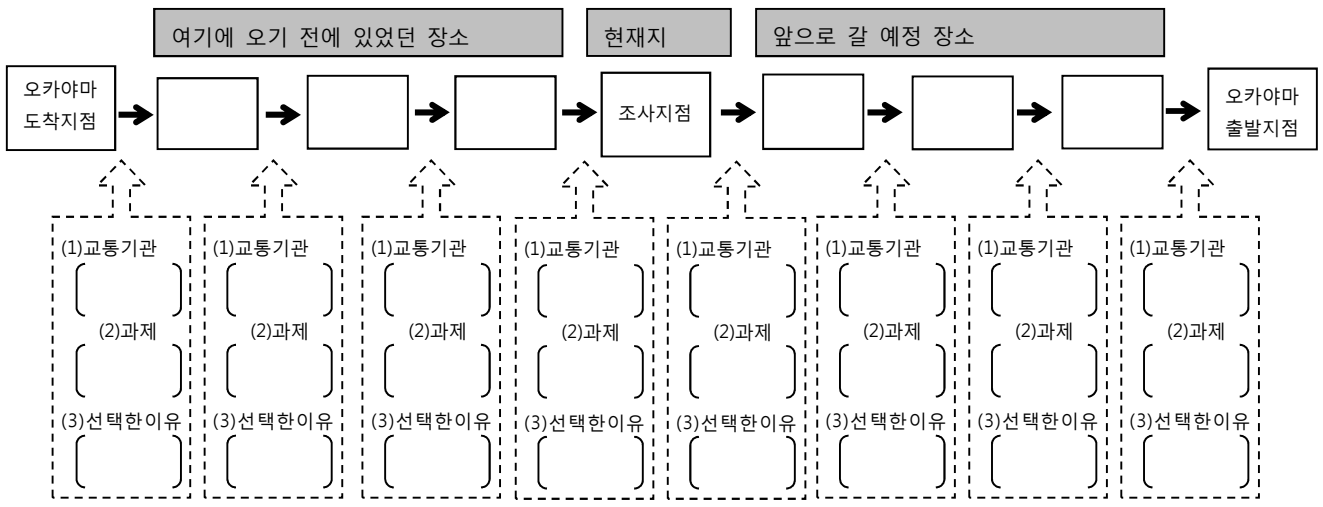 여기에 오기 전에 있었던 장소
현재지
앞으로 갈 예정 장소
오카야마
도착지점
조사지점
오카야마
출발지점
(1)교통기관
(2)과제
(3)선택한이유
(1)교통기관
(2)과제
(3)선택한이유
(1)교통기관
(2)과제
(3)선택한이유
(1)교통기관
(2)과제
(3)선택한이유
(1)교통기관
(2)과제
(3)선택한이유
(1)교통기관
(2)과제
(3)선택한이유
(1)교통기관
(2)과제
(3)선택한이유
(1)교통기관
(2)과제
(3)선택한이유